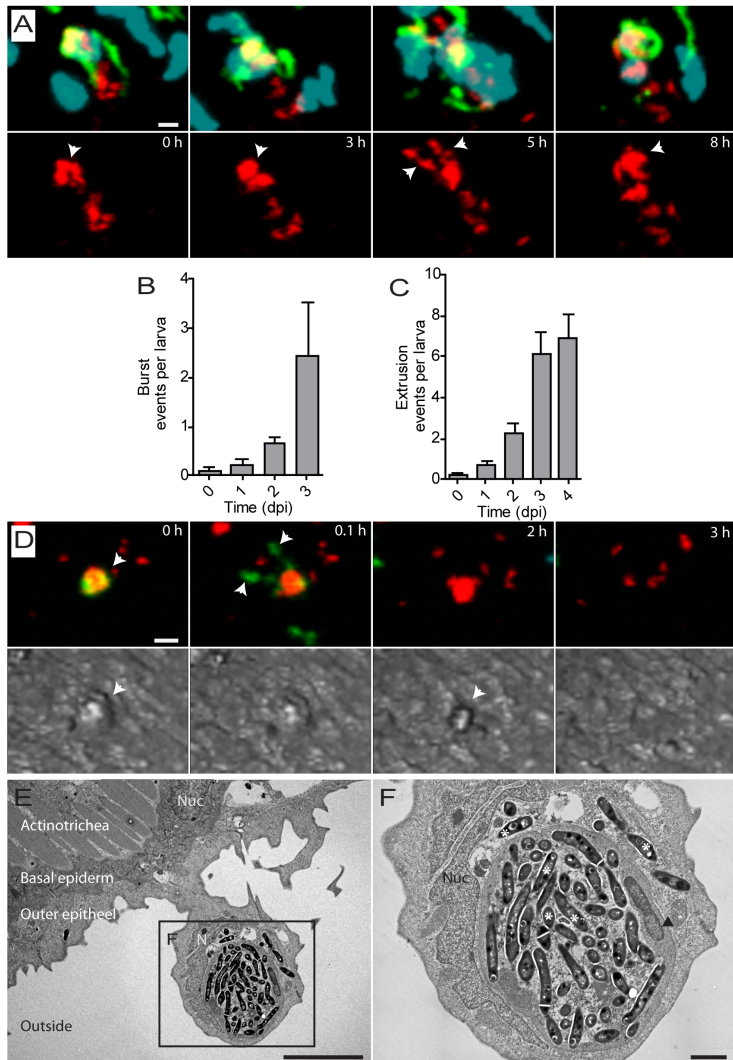 A
0 h
3 h
5 h
8 h
B
4
3
2
1
0
Burst
events per larva
0
1
2
3
Time (dpi)
C
10
8
6
4
2
0
Extrusion
events per larva
0
1
2
3
4
Time (dpi)
D
0 h
0.1 h
2 h
3 h
E
Nuc
Actinotrichea
Basal epiderm
Outer epitheel
F
N
Outside
F
*
Nuc
*
*
*
*